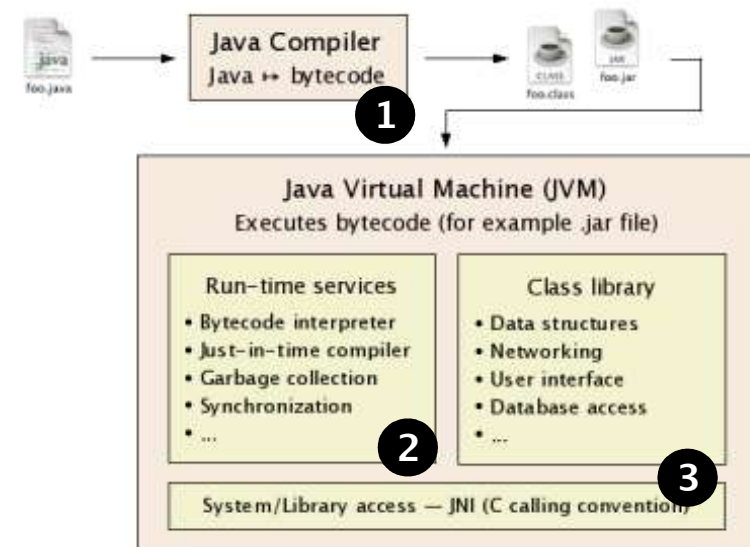 java
foo.java
Java Compiler
Java ↦ bytecode
1
CLASS
foo.class
JAR
foo.jar
Java Virtual Machine (JVM)
Executes bytecode (for example .jar file)
Run-time services
• Bytecode interpreter
• Just-in-time compiler
• Garbage collection
• Synchronization
• ...
2
Class library
• Data structures
• Networking
• User interface
• Database access
• ...
3
System/Library access — JNI (C calling convention)